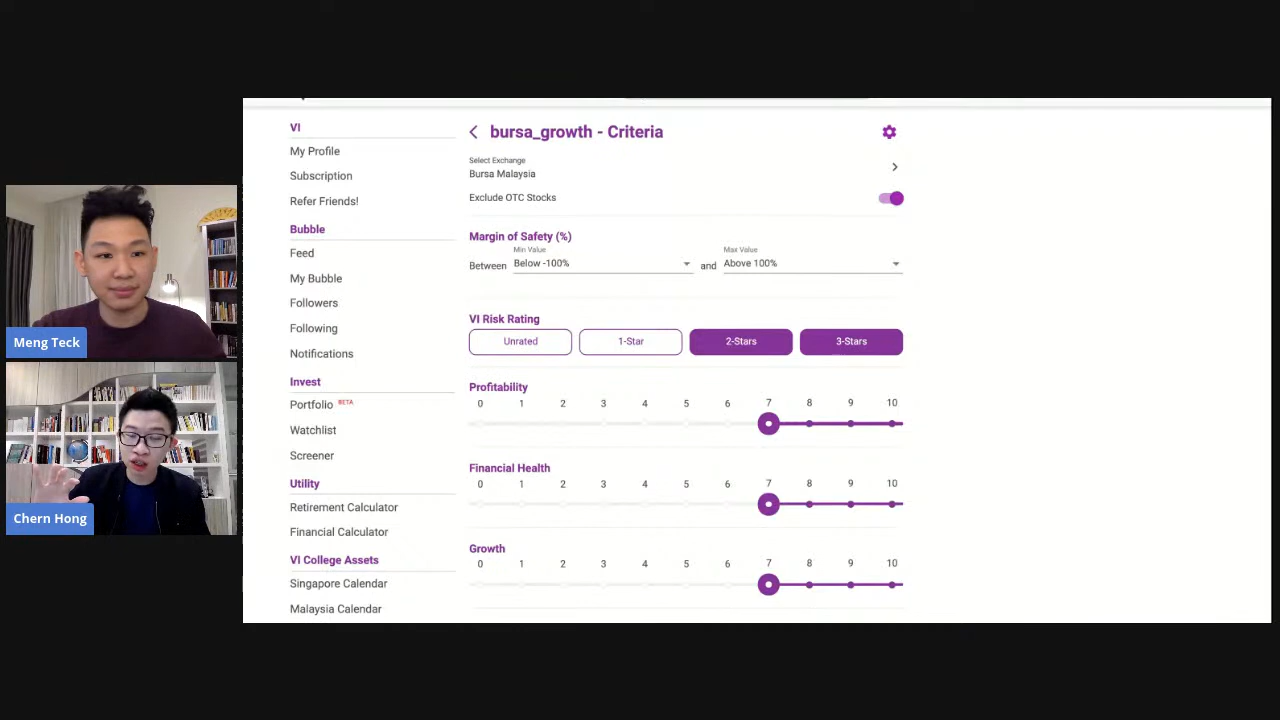 Meng Teck
Chern Hong
VI
My Profile
Subscription
Refer Friends!
Bubble
Feed
My Bubble
Followers
Following
Notifications
Invest
Portfolio BETA
Watchlist
Screener
Utility
Retirement Calculator
Financial Calculator
VI College Assets
Singapore Calendar
Malaysia Calendar
bursa_growth - Criteria
Select Exchange
Bursa Malaysia
Exclude OTC Stocks
Margin of Safety (%)
Min Value Max Value
Between Below -100% and Above 100%
VI Risk Rating
Unrated 1-Star 2-Stars 3-Stars
Profitability
0 1 2 3 4 5 6 7 8 9 10
Financial Health
0 1 2 3 4 5 6 7 8 9 10
Growth
0 1 2 3 4 5 6 7 8 9 10